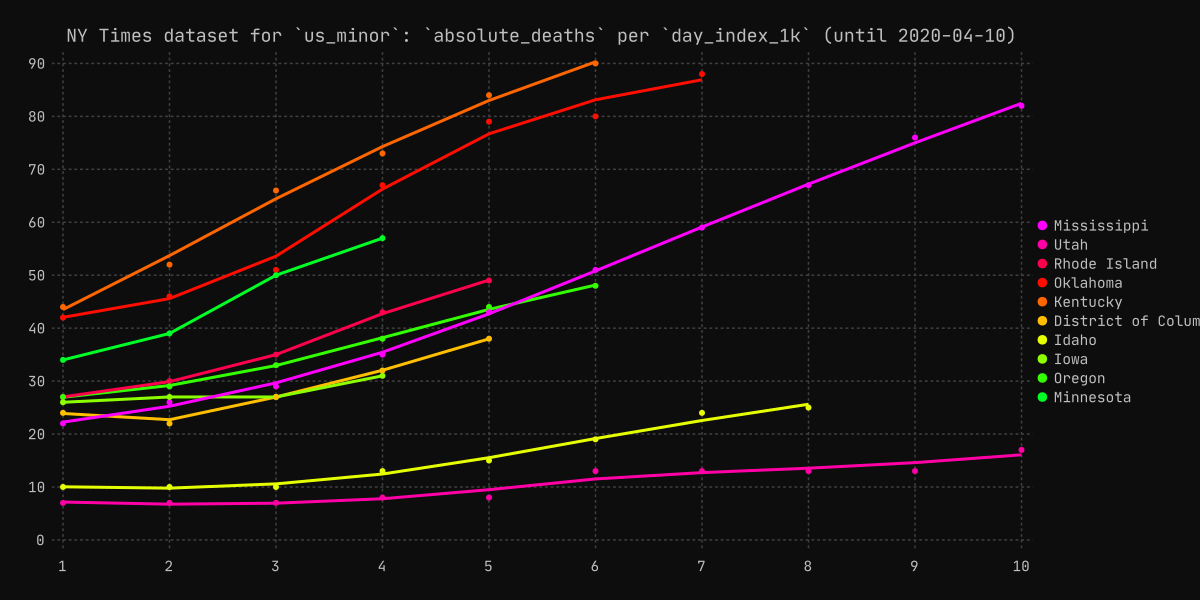 NY Times dataset for `us_minor`: `absolute_deaths` per `day_index_1k` (until 2020-04-10)
90
80
70
60
50
40
30
20
10
0
1 2 3 4 5 6 7 8 9 10
Mississippi
Utah
Rhode Island
Oklahoma
Kentucky
District of Colum
Idaho
Iowa
Oregon
Minnesota